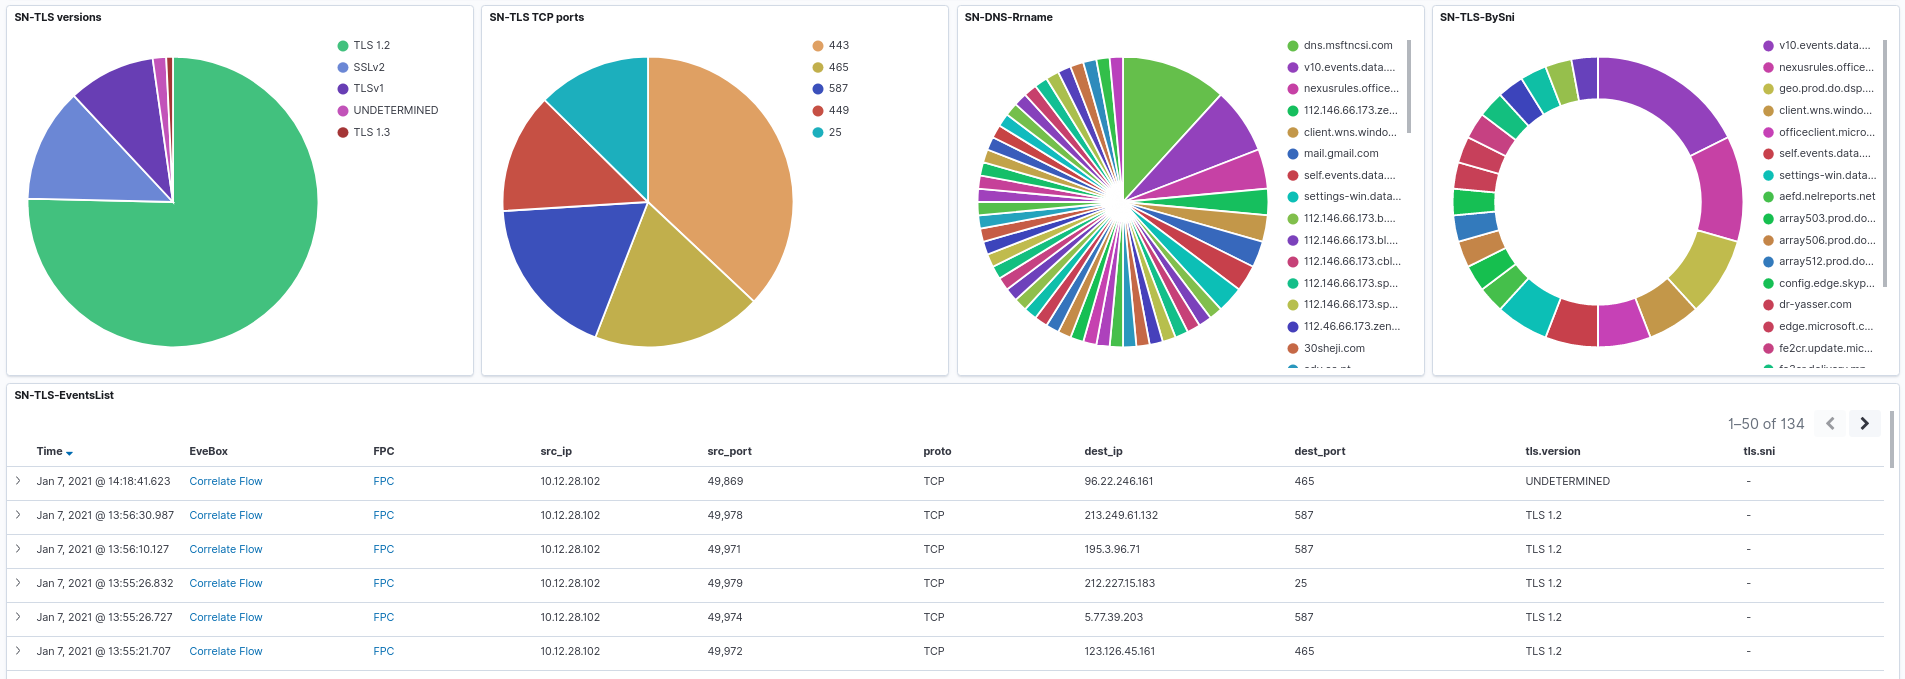 SN-TLS versions
TLS 1.2
SSLv2
TLSv1
UNDETERMINED
TLS 1.3
SN-TLS TCP ports
443
465
587
449
25
SN-DNS-Rrname
dns.msftncsi.com
v10.events.data....
nexusrules.office...
112.146.66.173.ze...
client.wns.windo...
mail.gmail.com
self.events.data....
settings-win.data...
112.146.66.173.b....
112.146.66.173.bl....
112.146.66.173.cbl...
112.146.66.173.sp...
112.146.66.173.sp...
112.46.66.173.zen...
30sheji.com
SN-TLS-BySni
v10.events.data....
nexusrules.office...
geo.prod.do.dsp....
client.wns.windo...
officeclient.micro...
self.events.data....
settings-win.data...
aefd.nelreports.net
array503.prod.do...
array506.prod.do...
array512.prod.do...
config.edge.skyp...
dr-yasser.com
edge.microsoft.c...
fe2cr.update.mic...
SN-TLS-EventsList
1–50 of 134
Time EveBox FPC src_ip src_port proto dest_ip dest_port tls.version tls.sni
Jan 7, 2021 @ 14:18:41.623 Correlate Flow FPC 10.12.28.102 49,869 TCP 96.22.246.161 465 UNDETERMINED -
Jan 7, 2021 @ 13:56:30.987 Correlate Flow FPC 10.12.28.102 49,978 TCP 213.249.61.132 587 TLS 1.2 -
Jan 7, 2021 @ 13:56:10.127 Correlate Flow FPC 10.12.28.102 49,971 TCP 195.3.96.71 587 TLS 1.2 -
Jan 7, 2021 @ 13:55:26.832 Correlate Flow FPC 10.12.28.102 49,979 TCP 212.227.15.183 25 TLS 1.2 -
Jan 7, 2021 @ 13:55:26.727 Correlate Flow FPC 10.12.28.102 49,974 TCP 5.77.39.203 587 TLS 1.2 -
Jan 7, 2021 @ 13:55:21.707 Correlate Flow FPC 10.12.28.102 49,972 TCP 123.126.45.161 465 TLS 1.2 -